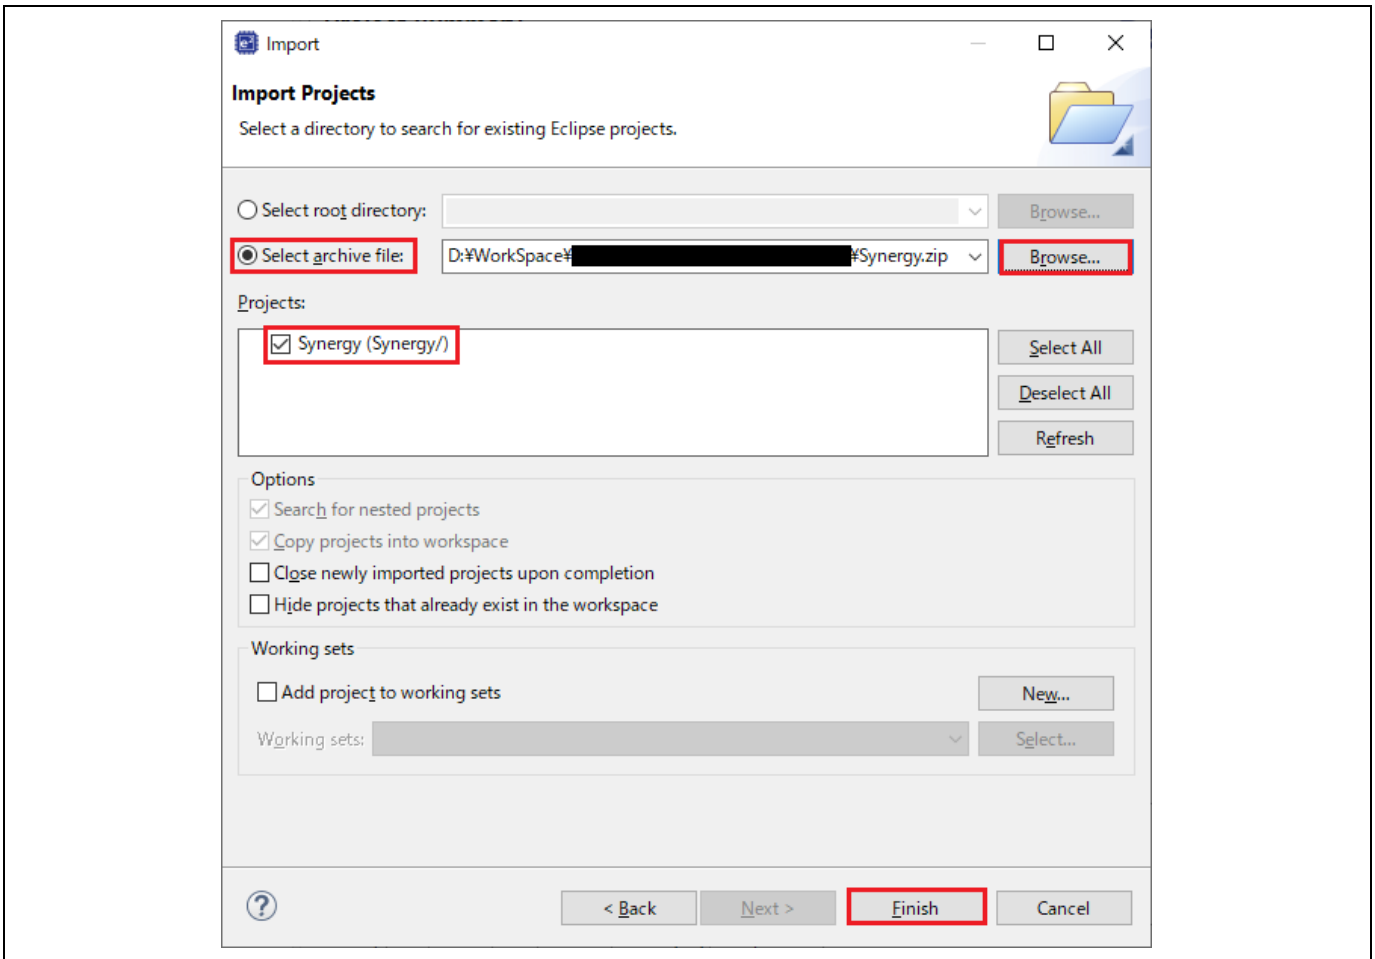 Import
Import Projects
Select a directory to search for existing Eclipse projects.
Select root directory:
Browse...
Select archive file: D:¥WorkSpace¥ ¥Synergy.zip Browse...
Projects:
Synergy (Synergy/)
Select All
Deselect All
Refresh
Options
Search for nested projects
Copy projects into workspace
Close newly imported projects upon completion
Hide projects that already exist in the workspace
Working sets
Add project to working sets
New...
Working sets:
Select...
? < Back Next > Finish Cancel